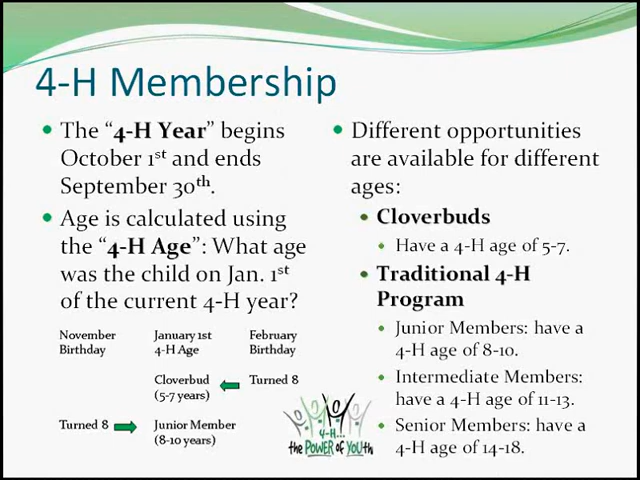 4-H Membership
• The “4-H Year” begins
October 1st and ends
September 30th.
• Age is calculated using
the “4-H Age”: What age
was the child on Jan. 1st
of the current 4-H year?
November
Birthday
January 1st
4-H Age
February
Birthday
Cloverbud
(5-7 years)
Turned 8
Turned 8
Junior Member
(8-10 years)
• Different opportunities
are available for different
ages:
• Cloverbuds
• Have a 4-H age of 5-7.
• Traditional 4-H
Program
• Junior Members: have a
4-H age of 8-10.
• Intermediate Members:
have a 4-H age of 11-13.
• Senior Members: have a
4-H age of 14-18.
4-H...
the POWER of YOUth